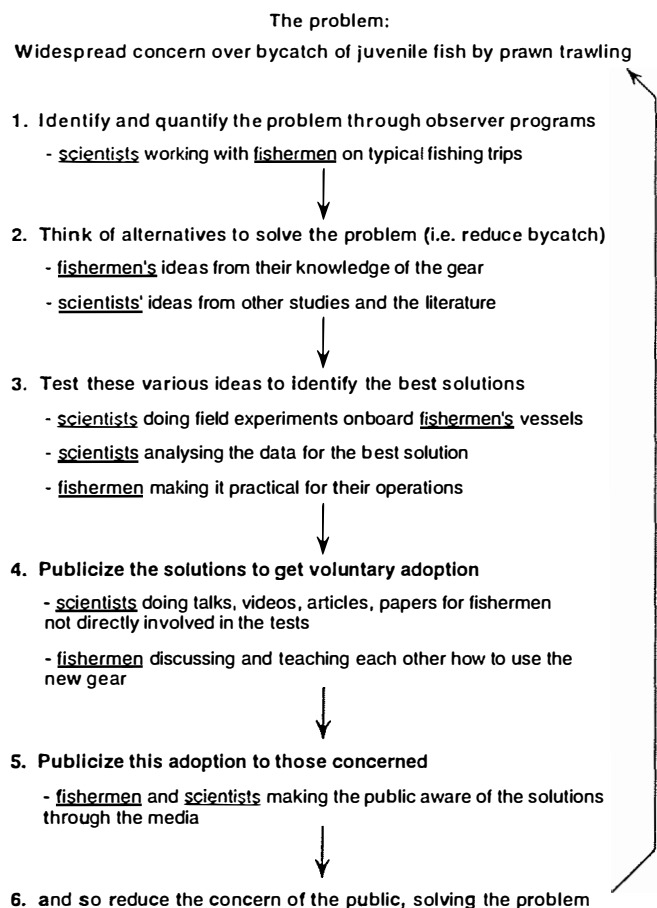 The problem:
Widespread concern over bycatch of juvenile fish by prawn trawling
1. Identify and quantify the problem through observer programs
- scientists working with fishermen on typical fishing trips
2. Think of alternatives to solve the problem (i.e. reduce bycatch)
- fishermen's ideas from their knowledge of the gear
- scientists' ideas from other studies and the literature
3. Test these various ideas to identify the best solutions
- scientists doing field experiments onboard fishermen's vessels
- scientists analysing the data for the best solution
- fishermen making it practical for their operations
4. Publicize the solutions to get voluntary adoption
- scientists doing talks, videos, articles, papers for fishermen
not directly involved in the tests
- fishermen discussing and teaching each other how to use the
new gear
5. Publicize this adoption to those concerned
- fishermen and scientists making the public aware of the solutions
through the media
6. and so reduce the concern of the public, solving the problem